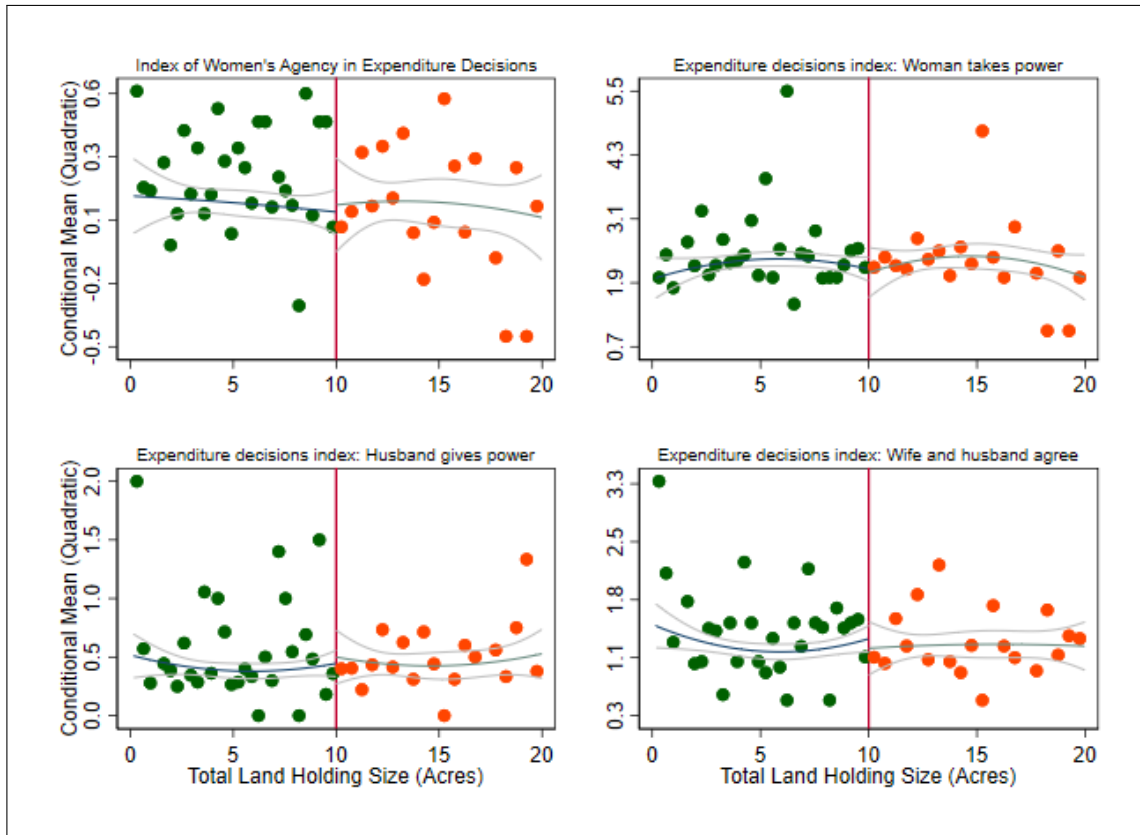 Index of Women's Agency in Expenditure Decisions
Conditional Mean (Quadratic)
0.6
0.3
0.1
-0.2
-0.5
0 5 10 15 20
Expenditure decisions index: Woman takes power
5.5
4.3
3.1
1.9
0.7
0 5 10 15 20
Expenditure decisions index: Husband gives power
Conditional Mean (Quadratic)
2.0
1.5
1.0
0.5
0.0
0 5 10 15 20
Total Land Holding Size (Acres)
Expenditure decisions index: Wife and husband agree
3.3
2.5
1.8
1.1
0.3
0 5 10 15 20
Total Land Holding Size (Acres)